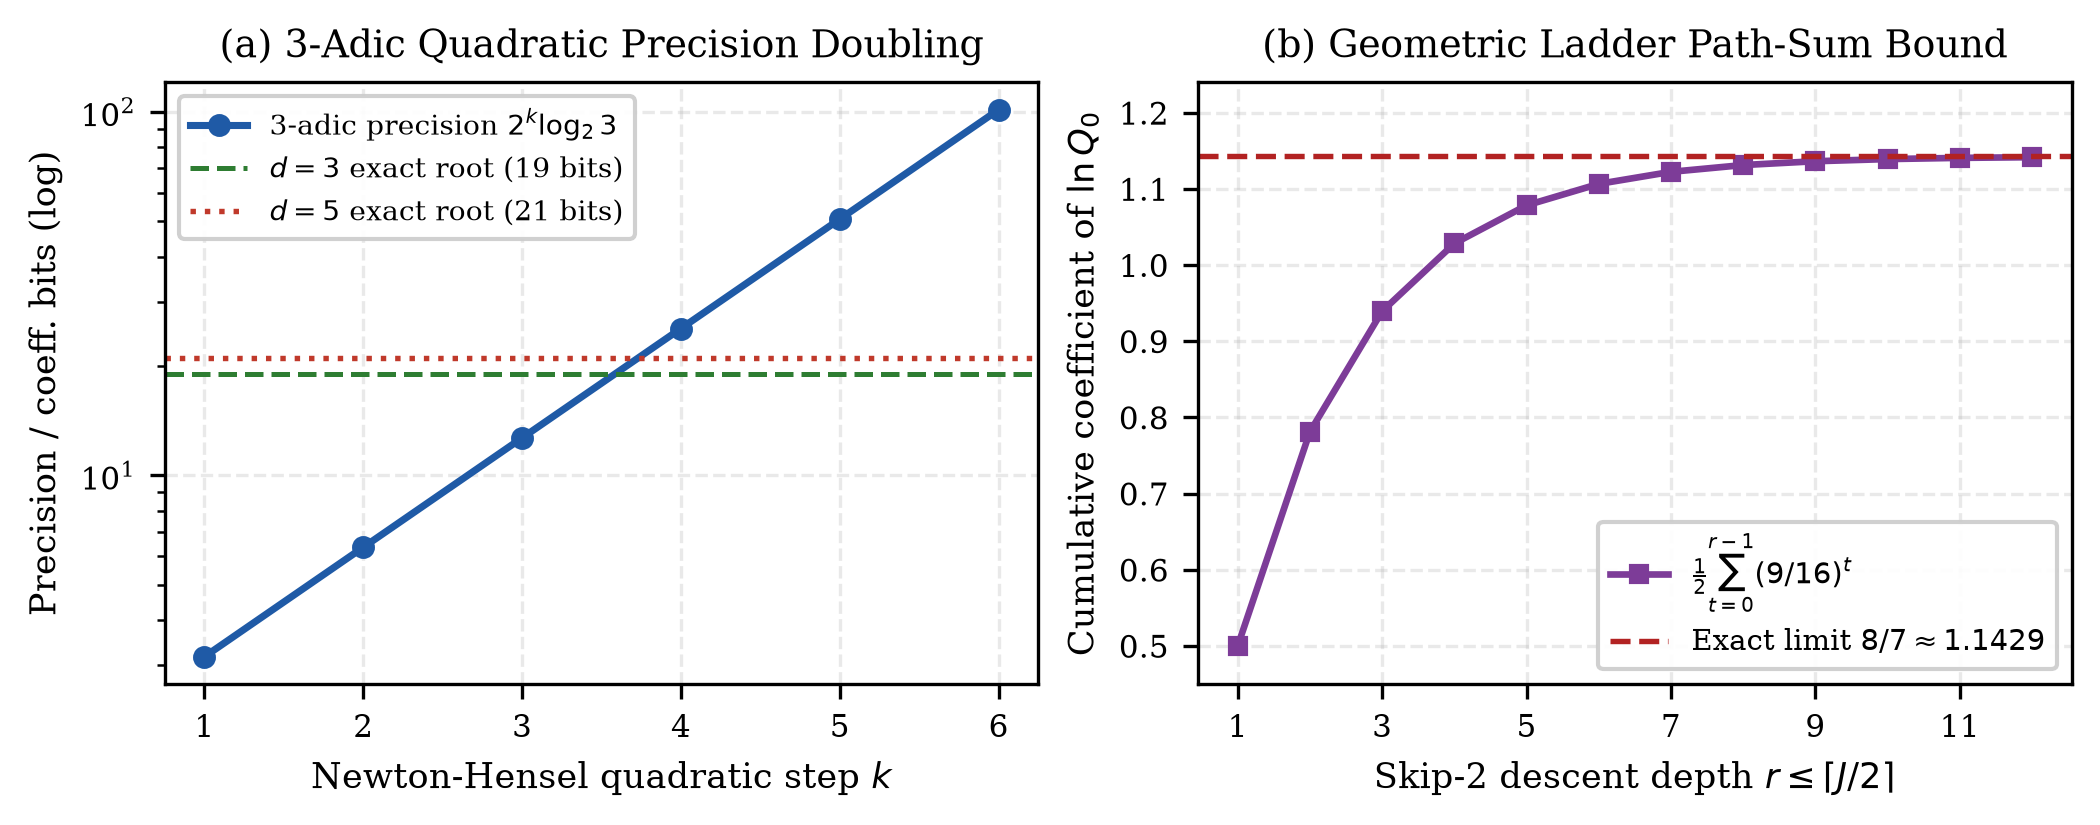 (a) 3-Adic Quadratic Precision Doubling
Precision / coeff. bits (log)
10²
10¹
3-adic precision 2ᵏlog₂ 3
d = 3 exact root (19 bits)
d = 5 exact root (21 bits)
1 2 3 4 5 6
Newton-Hensel quadratic step k
(b) Geometric Ladder Path-Sum Bound
Cumulative coefficient of ln Q₀
1.2
1.1
1.0
0.9
0.8
0.7
0.6
0.5
½ ∑_{t=0}^{r−1} (9/16)ᵗ
Exact limit 8/7 ≈ 1.1429
1 3 5 7 9 11
Skip-2 descent depth r ≤ ⌈J/2⌉